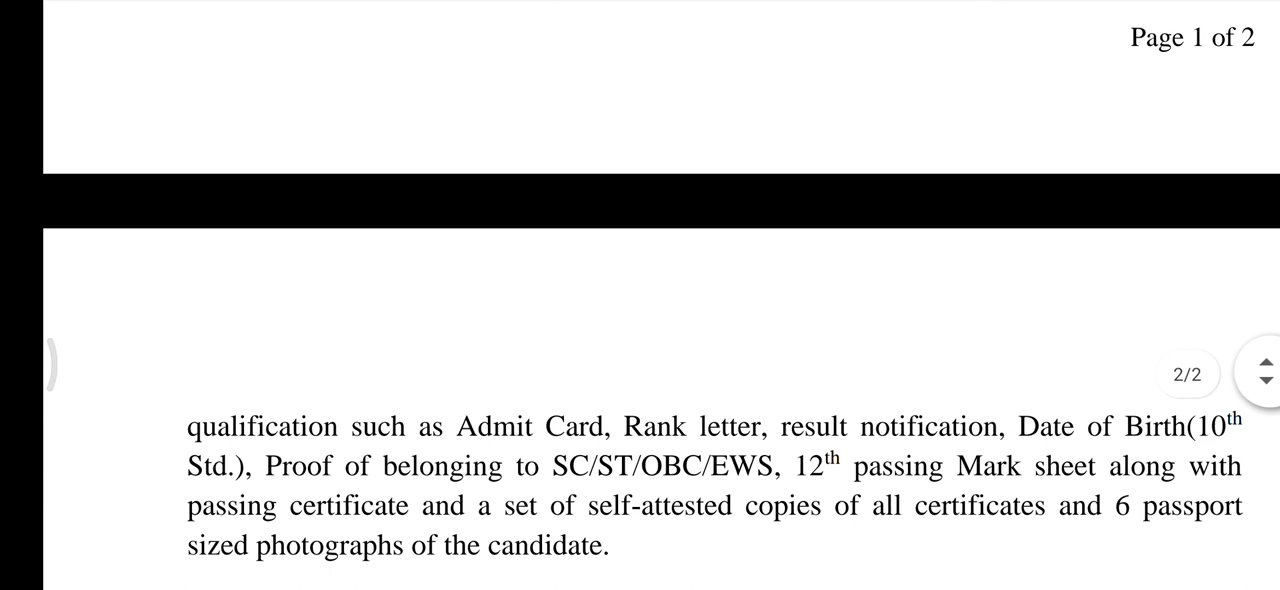 Page 1 of 2
2/2
qualification such as Admit Card, Rank letter, result notification, Date of Birth(10th
Std.), Proof of belonging to SC/ST/OBC/EWS, 12th passing Mark sheet along with
passing certificate and a set of self-attested copies of all certificates and 6 passport
sized photographs of the candidate.